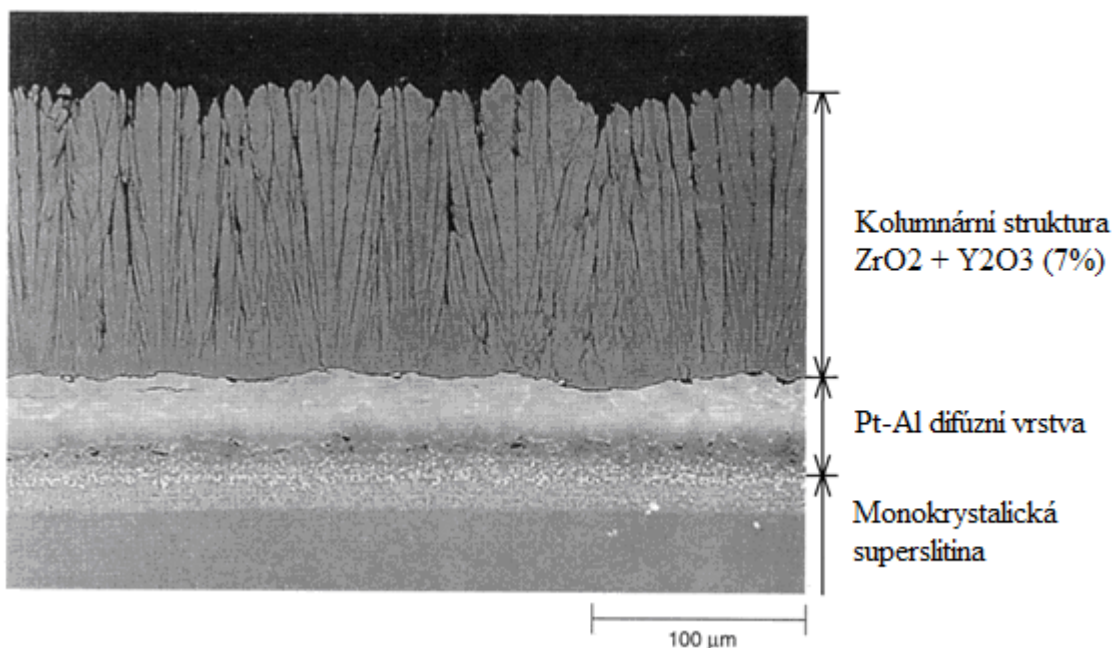 Kolumnární struktura
ZrO2 + Y2O3 (7%)
Pt-Al difúzní vrstva
Monokrystalická
superslitina
100 μm